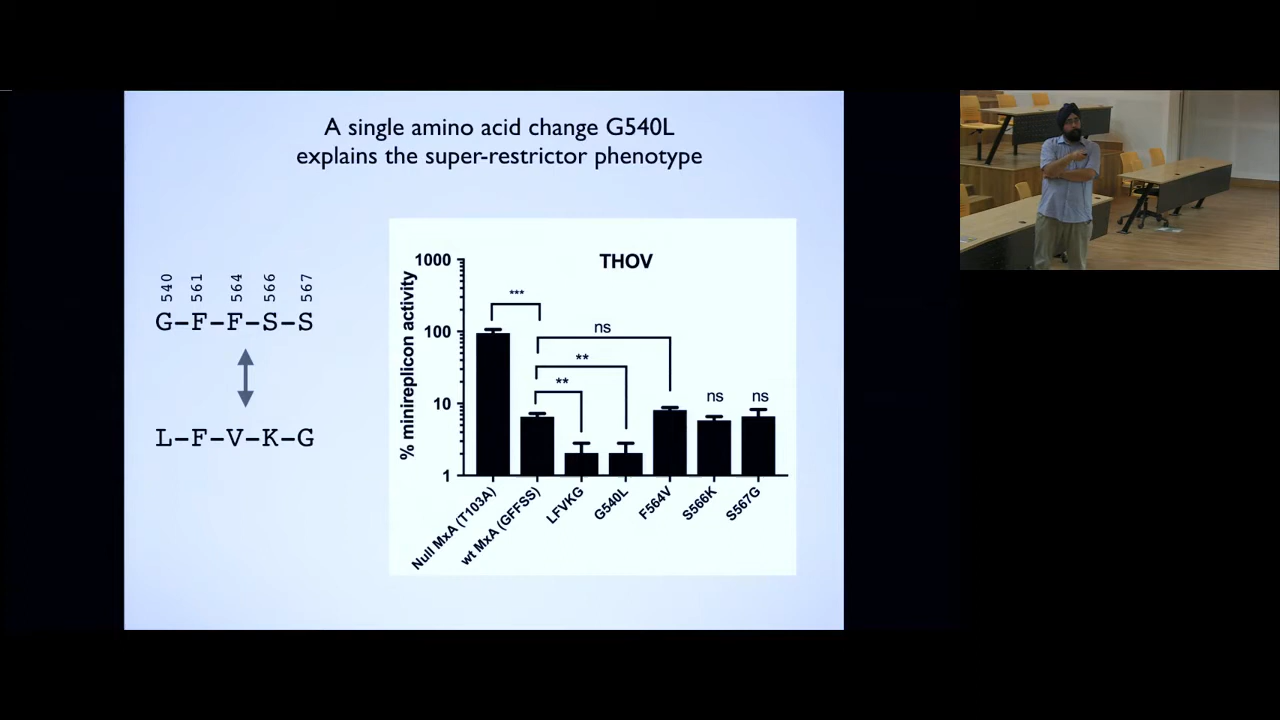 A single amino acid change G540L
explains the super-restrictor phenotype
540 561 564 566 567
G-F-F-S-S
L-F-V-K-G
THOV
% minireplicon activity
1000
100
10
1
***
ns
**
**
ns
ns
Null MxA (T103A)
wt MxA (GFFSS)
LFVKG
G540L
F564V
S566K
S567G